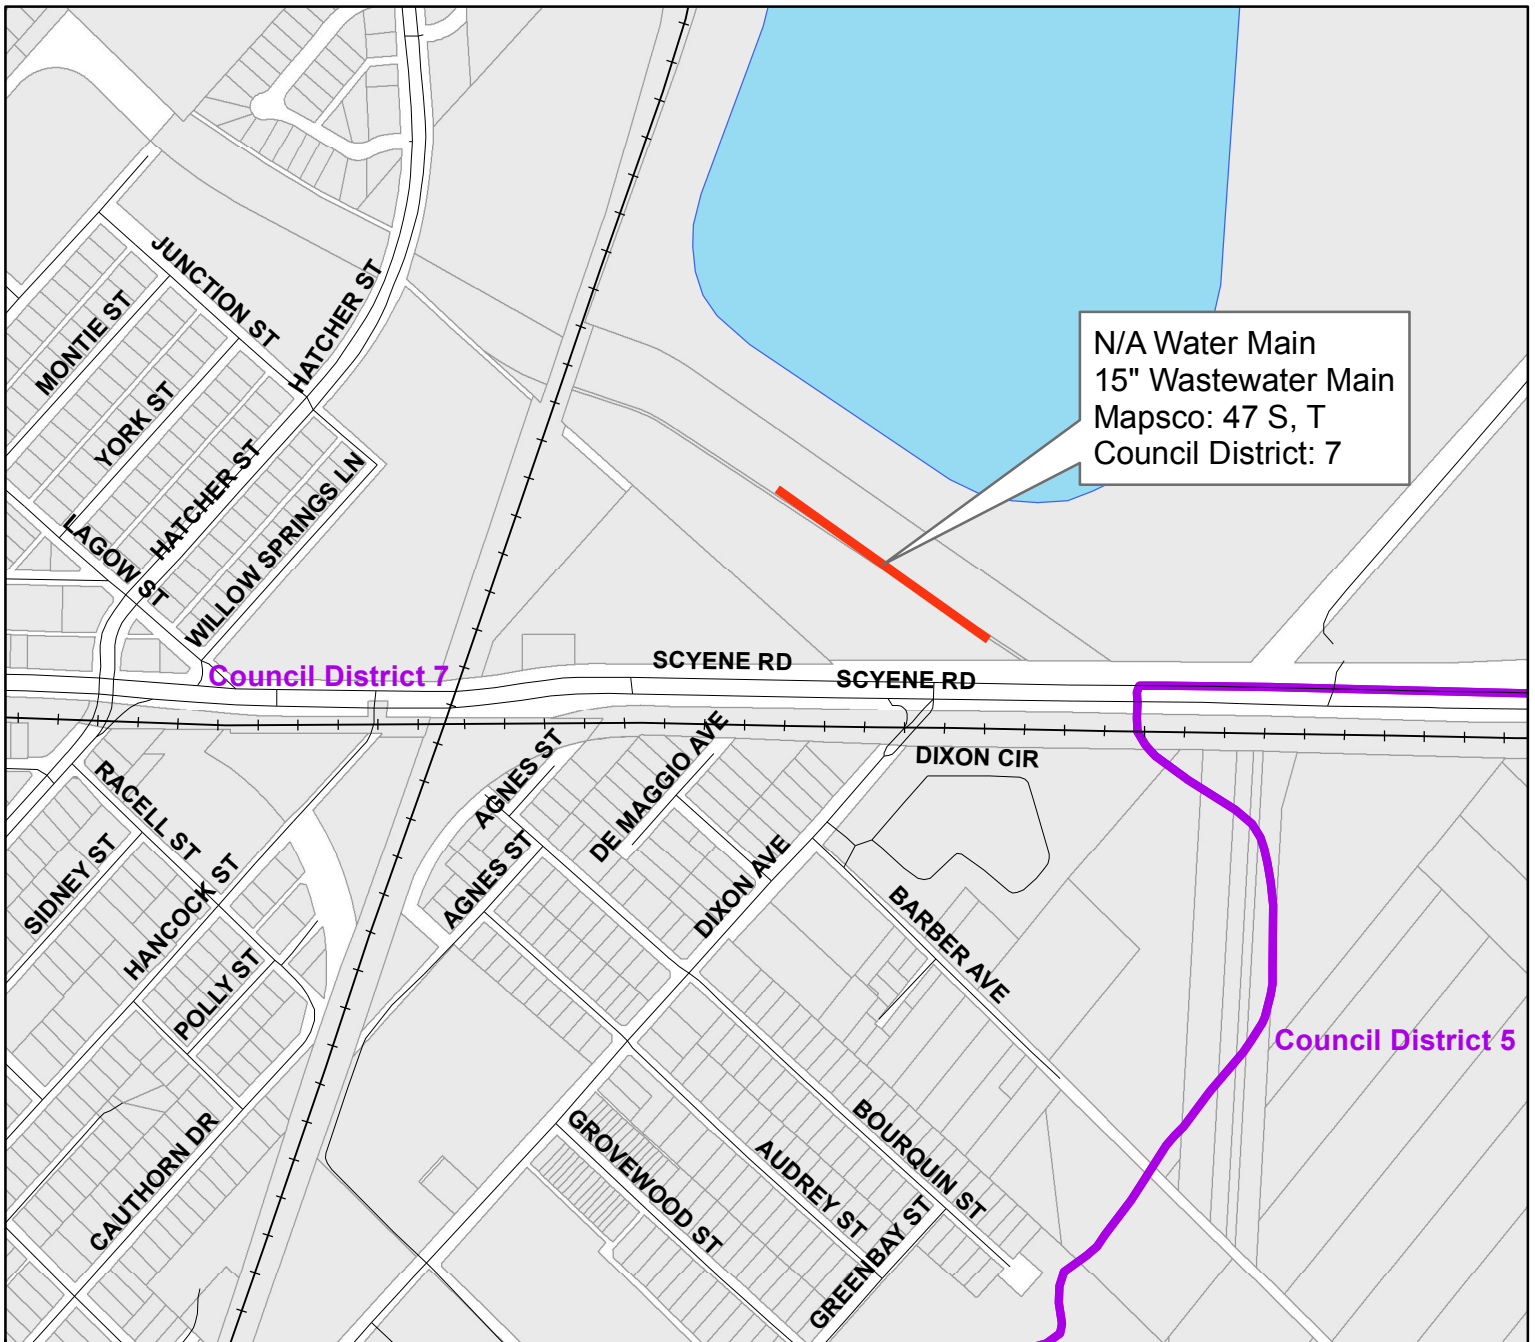 JUNCTION ST
HATCHER ST
MONTIE ST
N/A Water Main
15" Wastewater Main
Mapsco: 47 S, T
Council District: 7
YORK ST
HATCHER ST
WILLOW SPRINGS LN
LAGOW ST
Council District 7
SCYENE RD
SCYENE RD
DIXON CIR
AGNES ST
DE MAGGIO AVE
RACELL ST
SIDNEY ST
HANCOCK ST
AGNES ST
DIXON AVE
BARBER AVE
POLLY ST
Council District 5
CAUTHORN DR
GROVEWOOD ST
AUDREY ST
BOURQUIN ST
GREENBAY ST